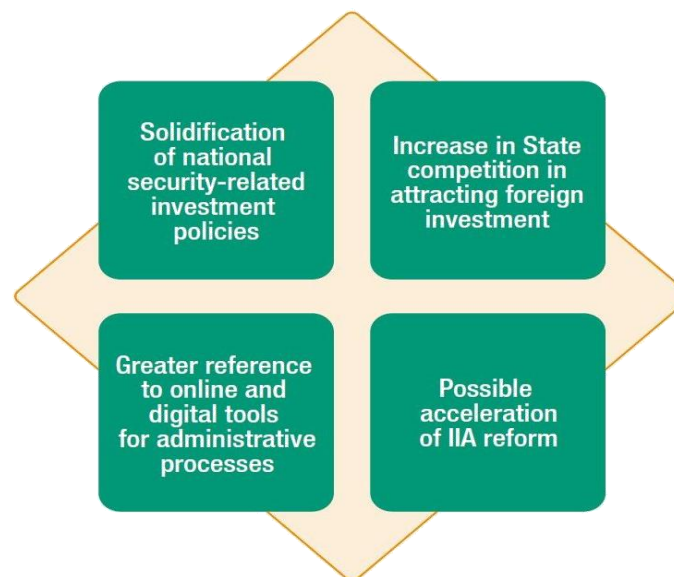 Solidification
of national
security-related
investment
policies
Increase in State
competition in
attracting foreign
investment
Greater reference
to online and
digital tools
for administrative
processes
Possible
acceleration
of IIA reform